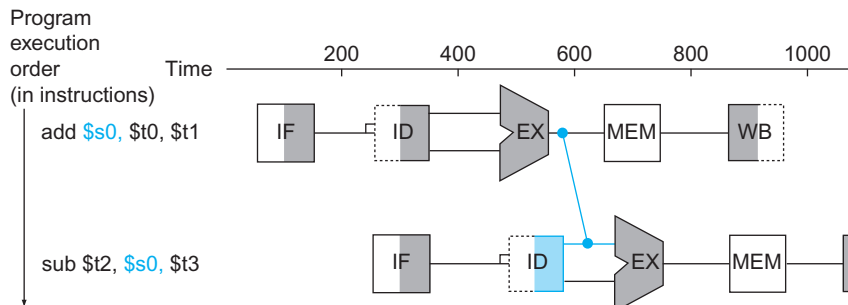 Program
execution
order
(in instructions)
Time
200 400 600 800 1000
add $s0, $t0, $t1
IF ID EX MEM WB
sub $t2, $s0, $t3
IF ID EX MEM